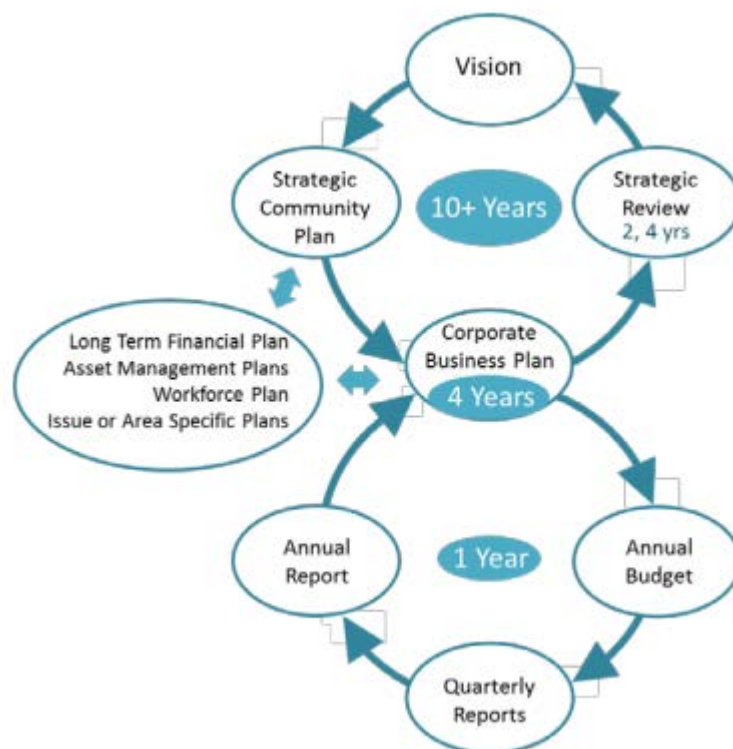 Vision
Strategic
Community
Plan
10+ Years
Strategic
Review
2, 4 yrs
Long Term Financial Plan
Asset Management Plans
Workforce Plan
Issue or Area Specific Plans
Corporate
Business Plan
4 Years
Annual
Report
1 Year
Annual
Budget
Quarterly
Reports